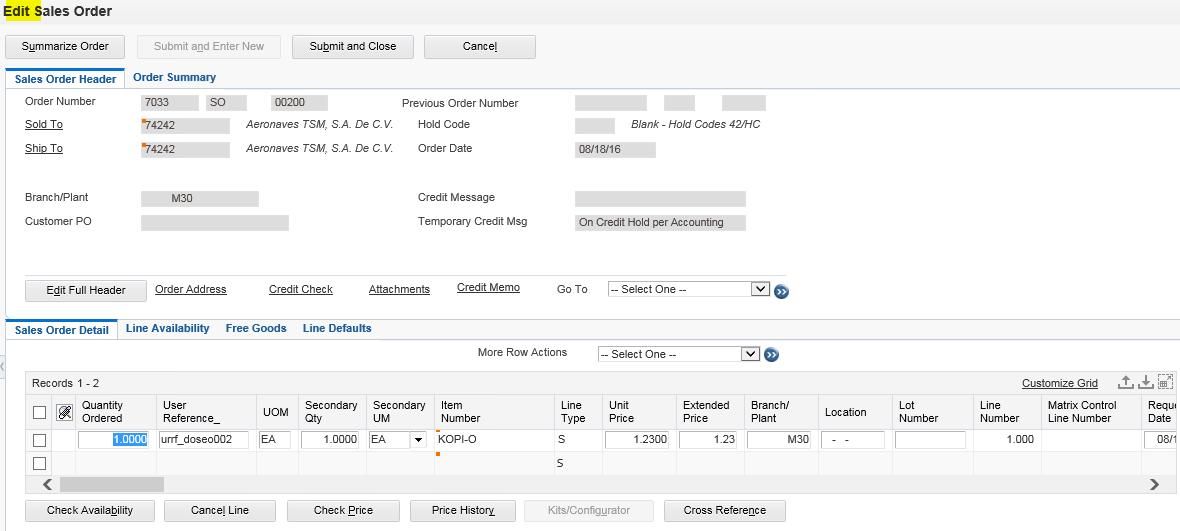 Edit Sales Order
Summarize Order Submit and Enter New Submit and Close Cancel
Sales Order Header Order Summary
Order Number 7033 SO 00200 Previous Order Number
Sold To 74242 Aeronaves TSM, S.A. De C.V. Hold Code Blank - Hold Codes 42/HC
Ship To 74242 Aeronaves TSM, S.A. De C.V. Order Date 08/18/16
Branch/Plant M30 Credit Message
Customer PO Temporary Credit Msg On Credit Hold per Accounting
Edit Full Header Order Address Credit Check Attachments Credit Memo Go To -- Select One --
Sales Order Detail Line Availability Free Goods Line Defaults
More Row Actions -- Select One --
Records 1 - 2 Customize Grid
Quantity Ordered User Reference_ UOM Secondary Qty Secondary UM Item Number Line Type Unit Price Extended Price Branch/ Plant Location Lot Number Line Number Matrix Control Line Number Reque Date
1.0000 urrf_doseo002 EA 1.0000 EA KOPI-O S 1.2300 1.23 M30 - - 1.000 08/1
S
Check Availability Cancel Line Check Price Price History Kits/Configurator Cross Reference